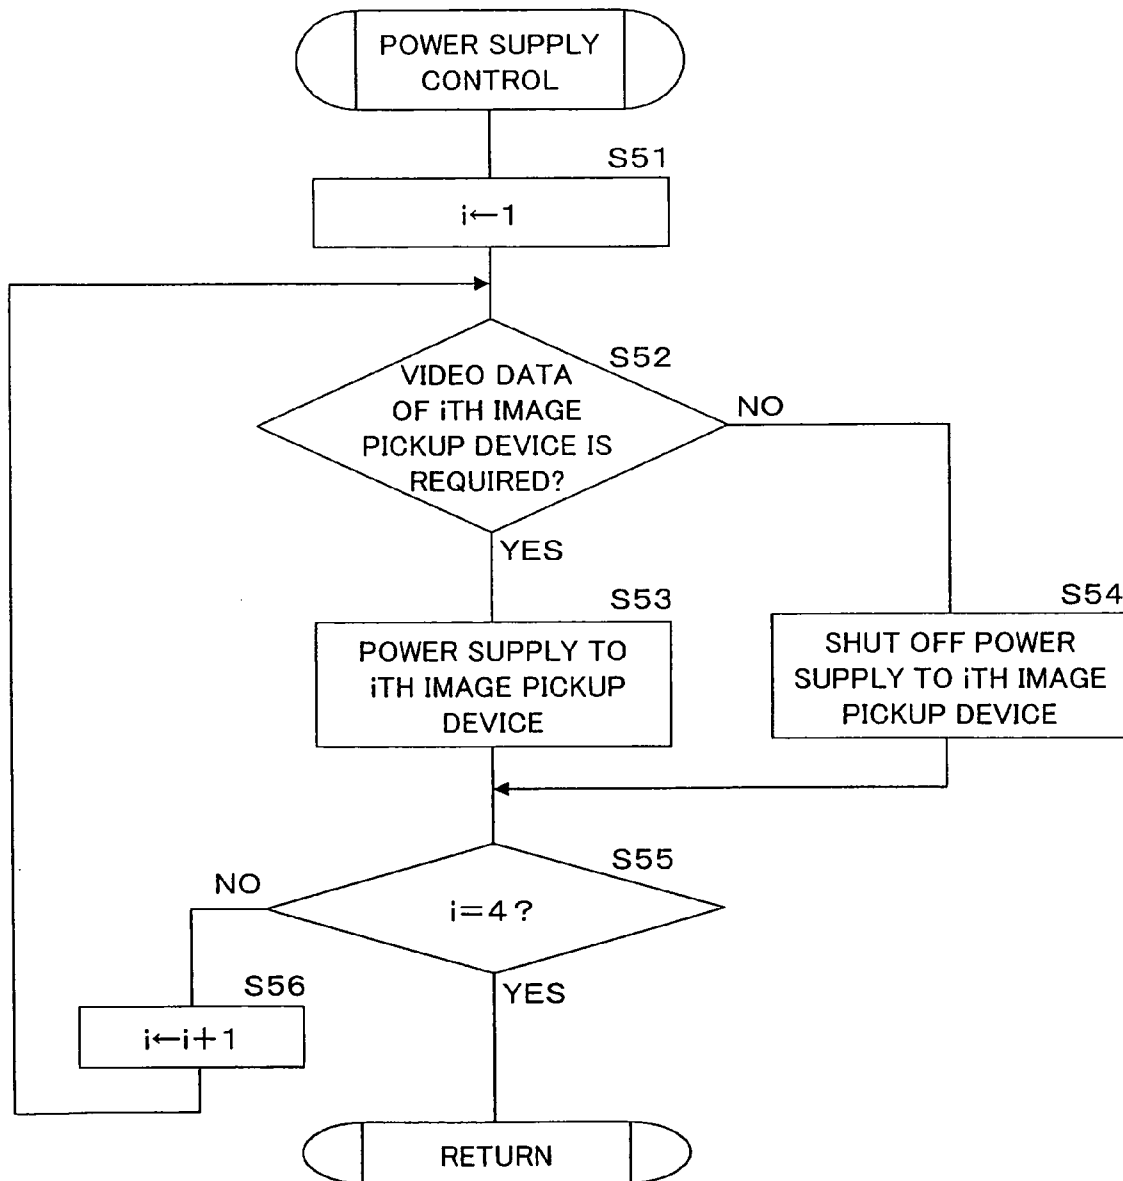 POWER SUPPLY
CONTROL
S51
i←1
S52
VIDEO DATA
OF iTH IMAGE
PICKUP DEVICE IS
REQUIRED?
NO
YES
S53
POWER SUPPLY TO
iTH IMAGE PICKUP
DEVICE
S54
SHUT OFF POWER
SUPPLY TO iTH IMAGE
PICKUP DEVICE
S55
i=4?
NO
YES
S56
i←i+1
RETURN